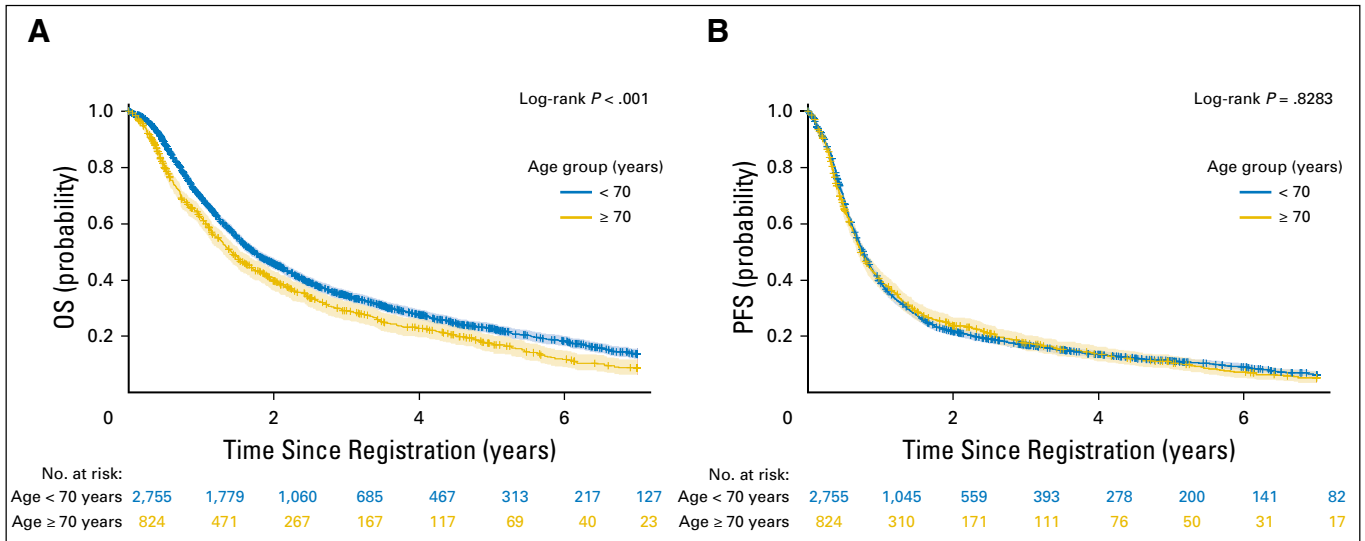 A
Log-rank P < .001
1.0
0.8
0.6
0.4
0.2
OS (probability)
Age group (years)
< 70
≥ 70
0 2 4 6
Time Since Registration (years)
No. at risk:
Age < 70 years 2,755 1,779 1,060 685 467 313 217 127
Age ≥ 70 years 824 471 267 167 117 69 40 23
B
Log-rank P = .8283
1.0
0.8
0.6
0.4
0.2
PFS (probability)
Age group (years)
< 70
≥ 70
0 2 4 6
Time Since Registration (years)
No. at risk:
Age < 70 years 2,755 1,045 559 393 278 200 141 82
Age ≥ 70 years 824 310 171 111 76 50 31 17